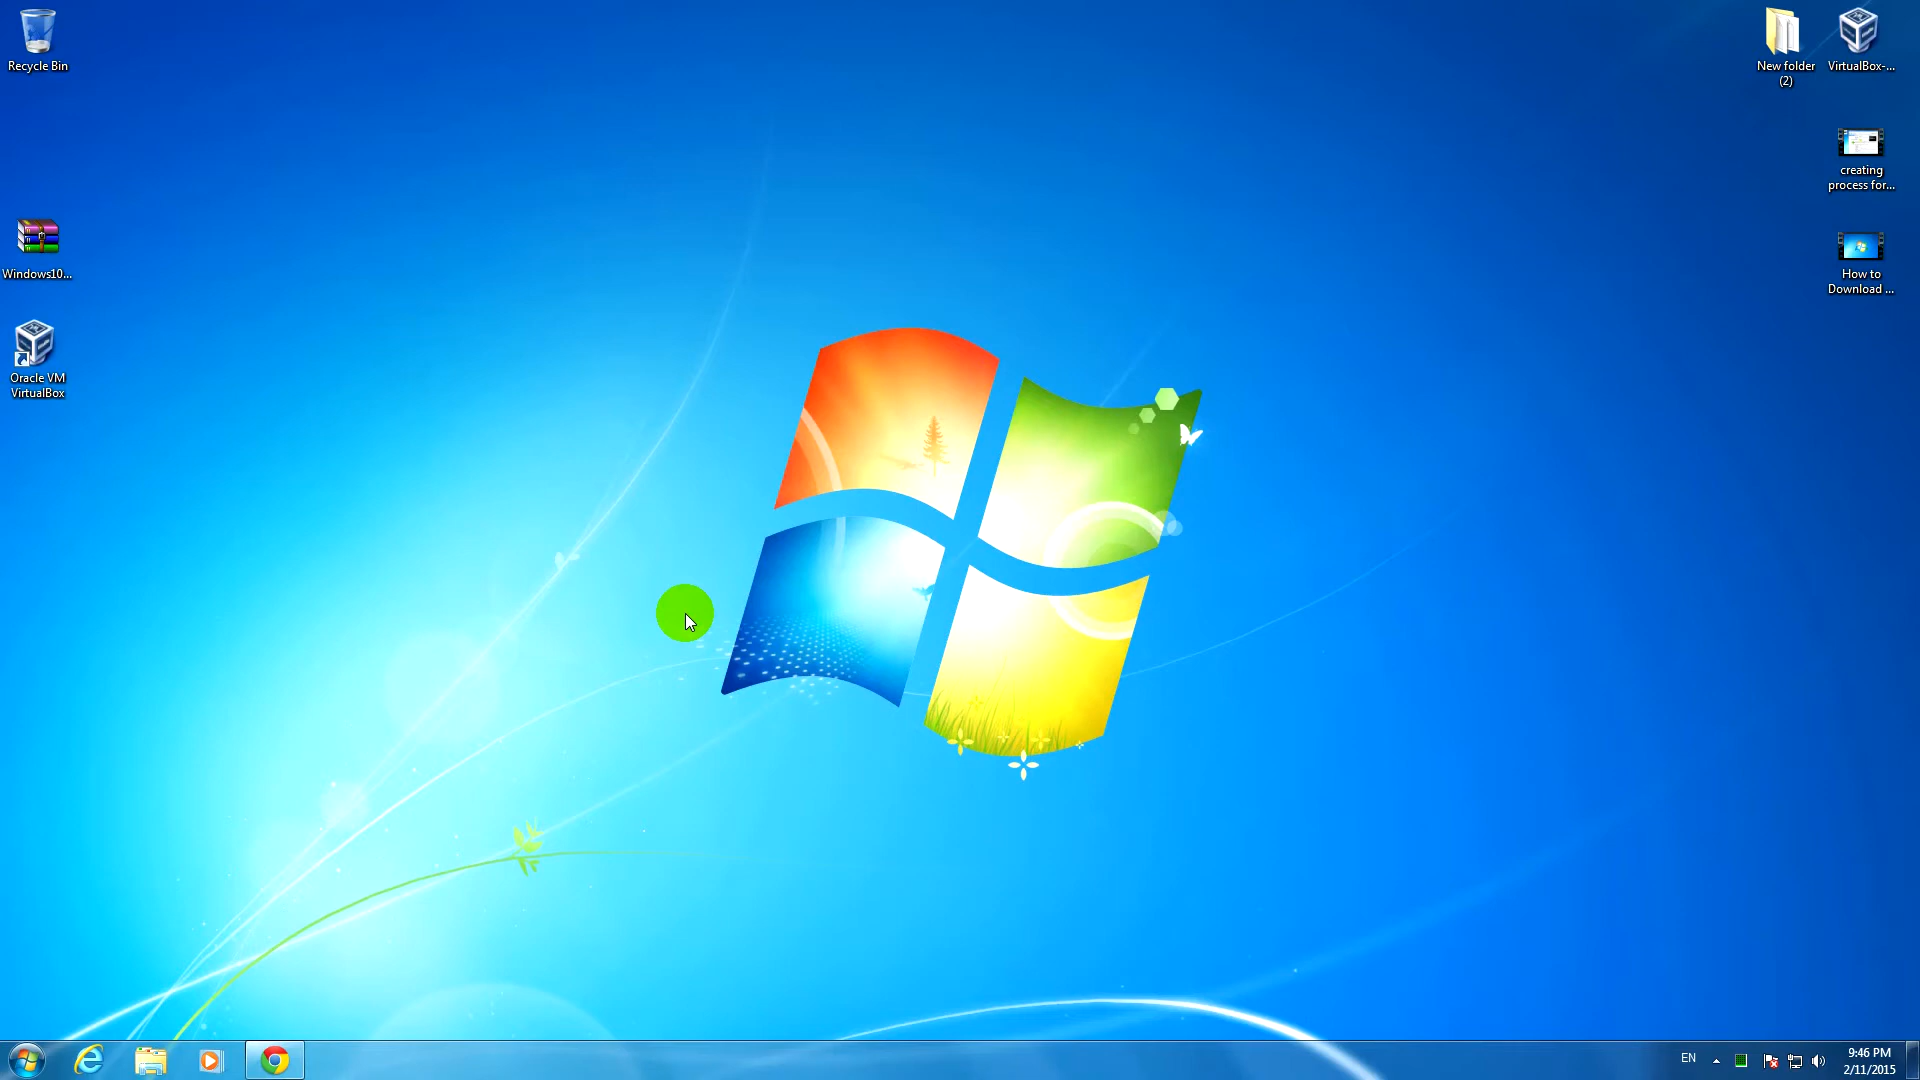 Recycle Bin
Windows10...
Oracle VM
VirtualBox
New folder
(2)
VirtualBox-...
creating
process for...
How to
Download ...
EN
9:46 PM
2/11/2015